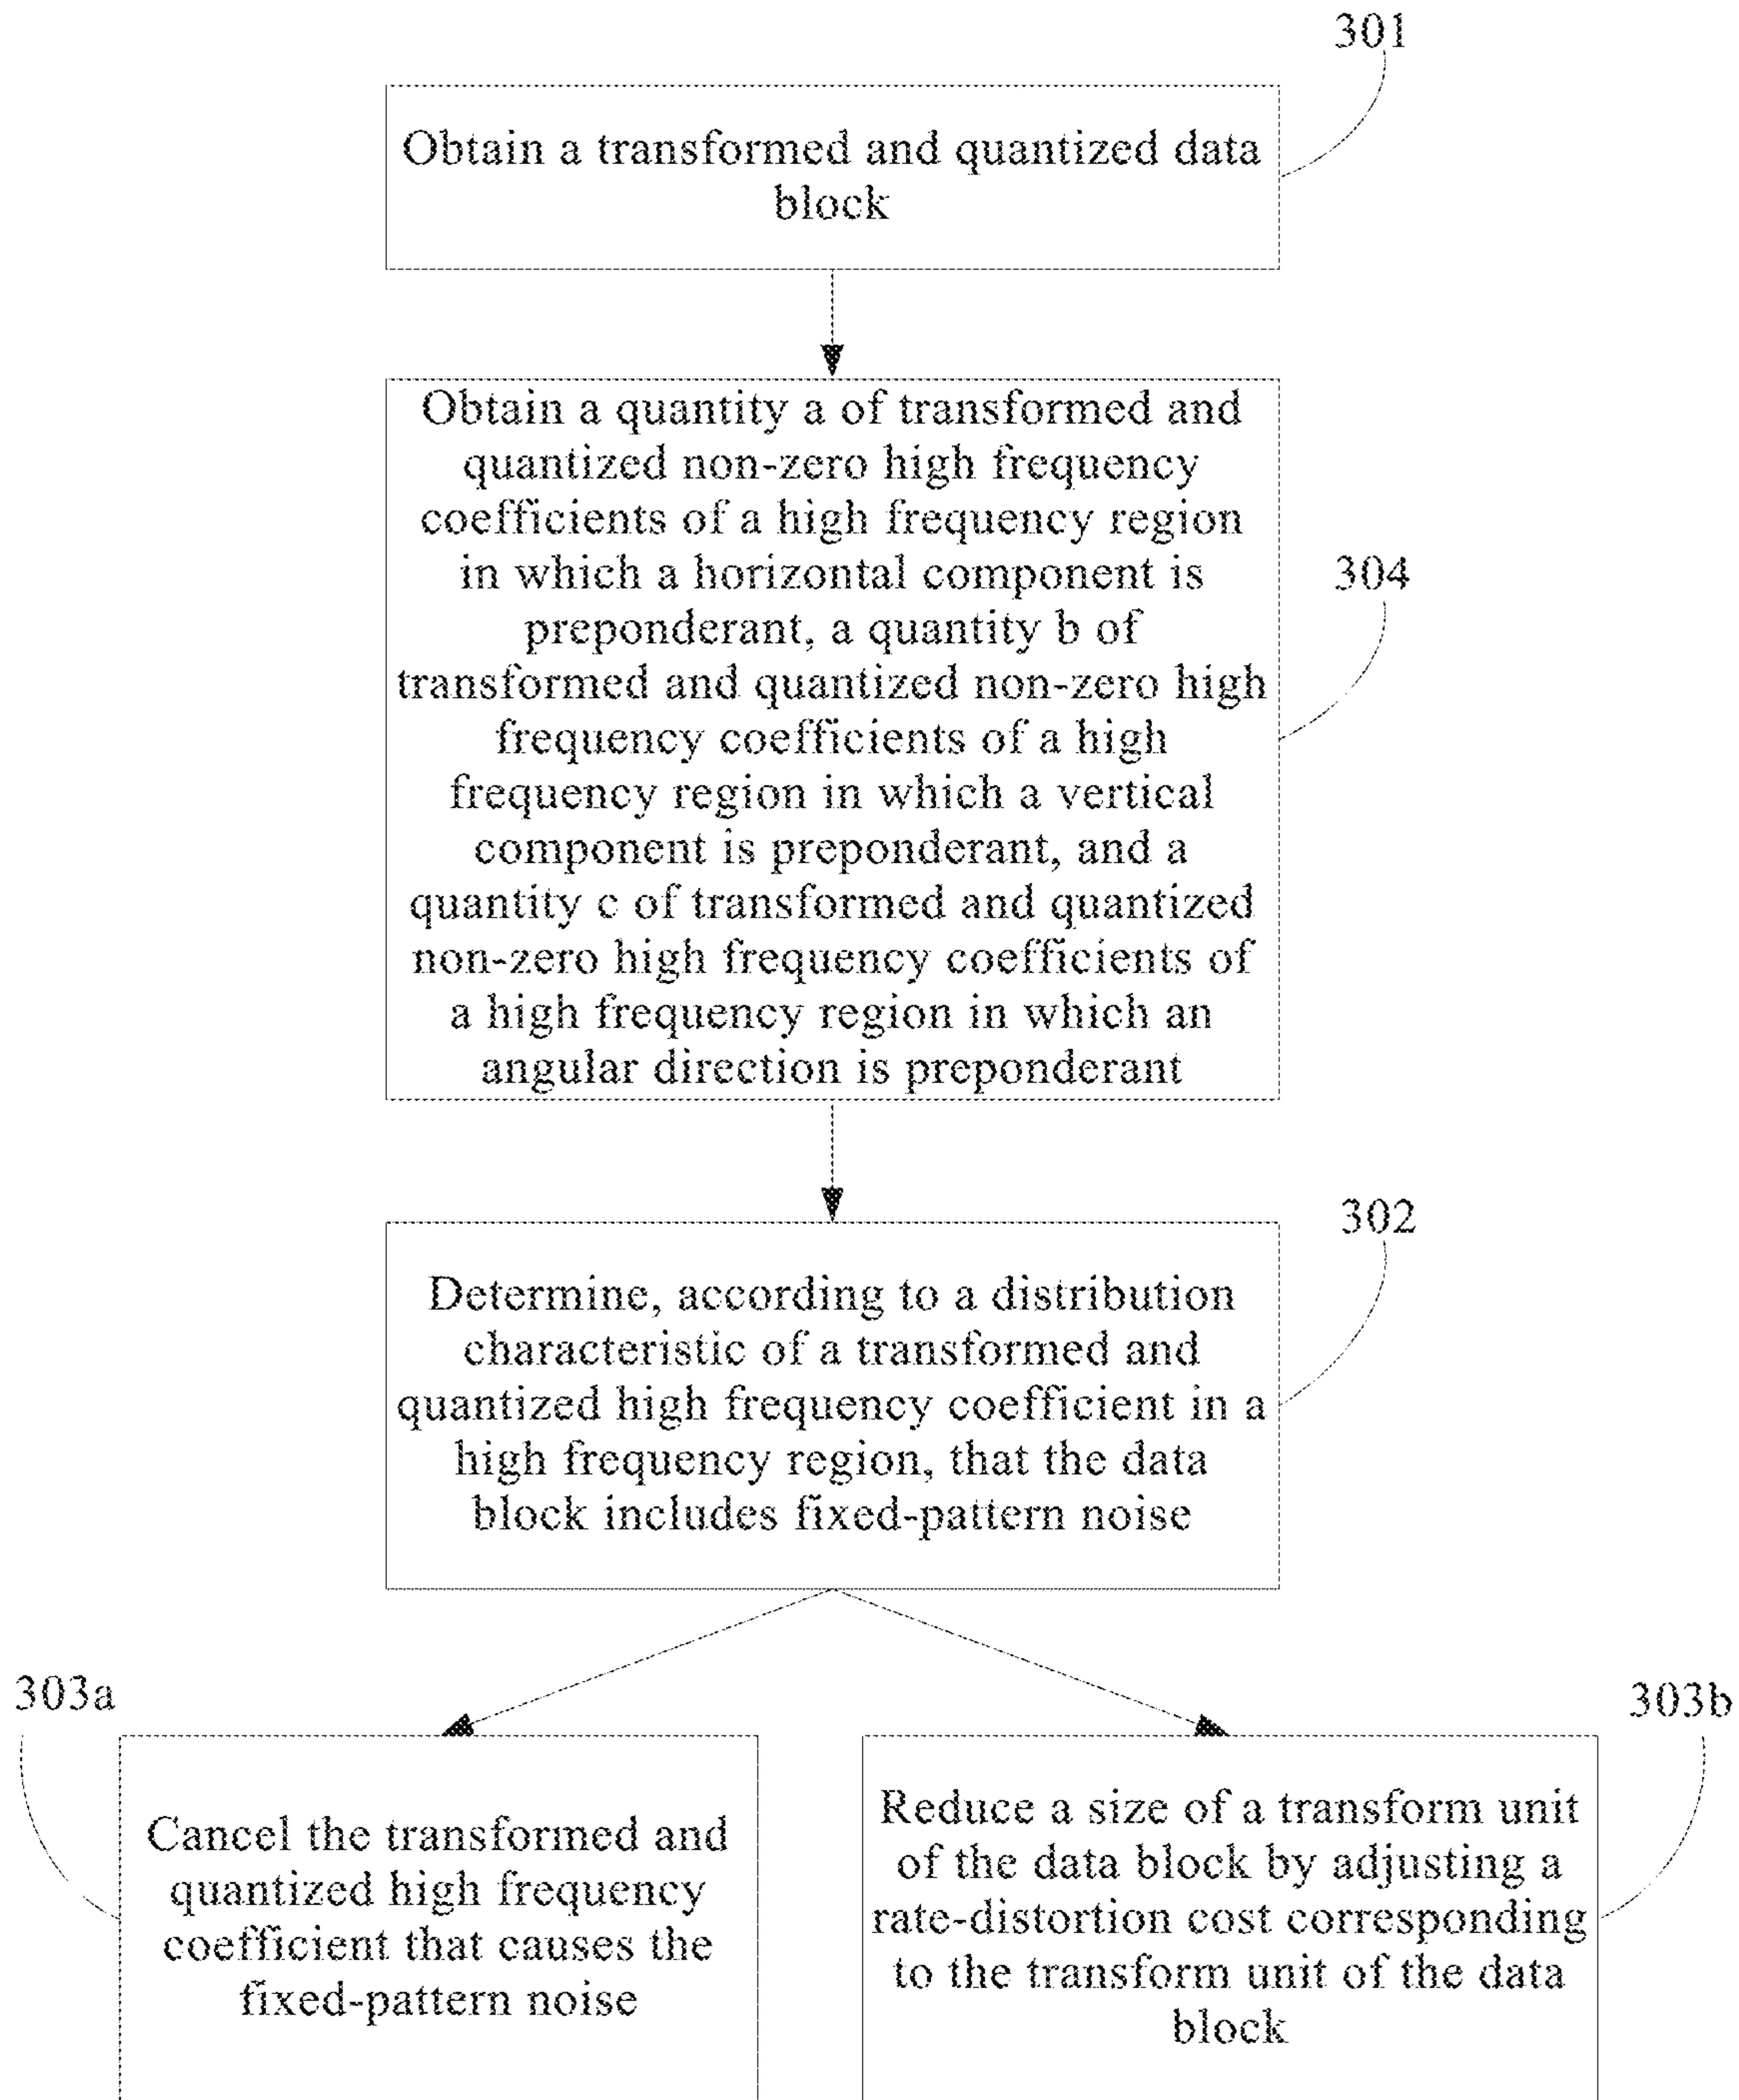 301
Obtain a transformed and quantized data
block
Obtain a quantity a of transformed and
quantized non-zero high frequency
coefficients of a high frequency region
in which a horizontal component is
preponderant, a quantity b of
transformed and quantized non-zero high
frequency coefficients of a high
frequency region in which a vertical
component is preponderant, and a
quantity c of transformed and quantized
non-zero high frequency coefficients of
a high frequency region in which an
angular direction is preponderant
304
302
Determine, according to a distribution
characteristic of a transformed and
quantized high frequency coefficient in a
high frequency region, that the data
block includes fixed-pattern noise
303a
Cancel the transformed and
quantized high frequency
coefficient that causes the
fixed-pattern noise
303b
Reduce a size of a transform unit
of the data block by adjusting a
rate-distortion cost corresponding
to the transform unit of the data
block